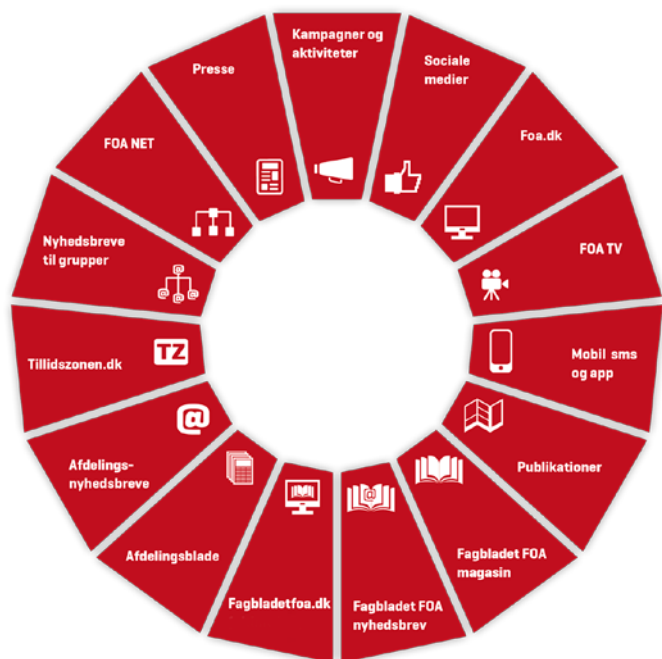 Kampagner og
aktiviteter
Sociale
medier
Foa.dk
FOA TV
Mobil sms
og app
Publikationer
Fagbladet FOA
magasin
Fagbladet FOA
nyhedsbrev
Fagbladetfoa.dk
Afdelingsblade
Afdelings-
nyhedsbreve
@
Tillidszonen.dk
TZ
Nyhedsbreve
til grupper
FOA NET
Presse